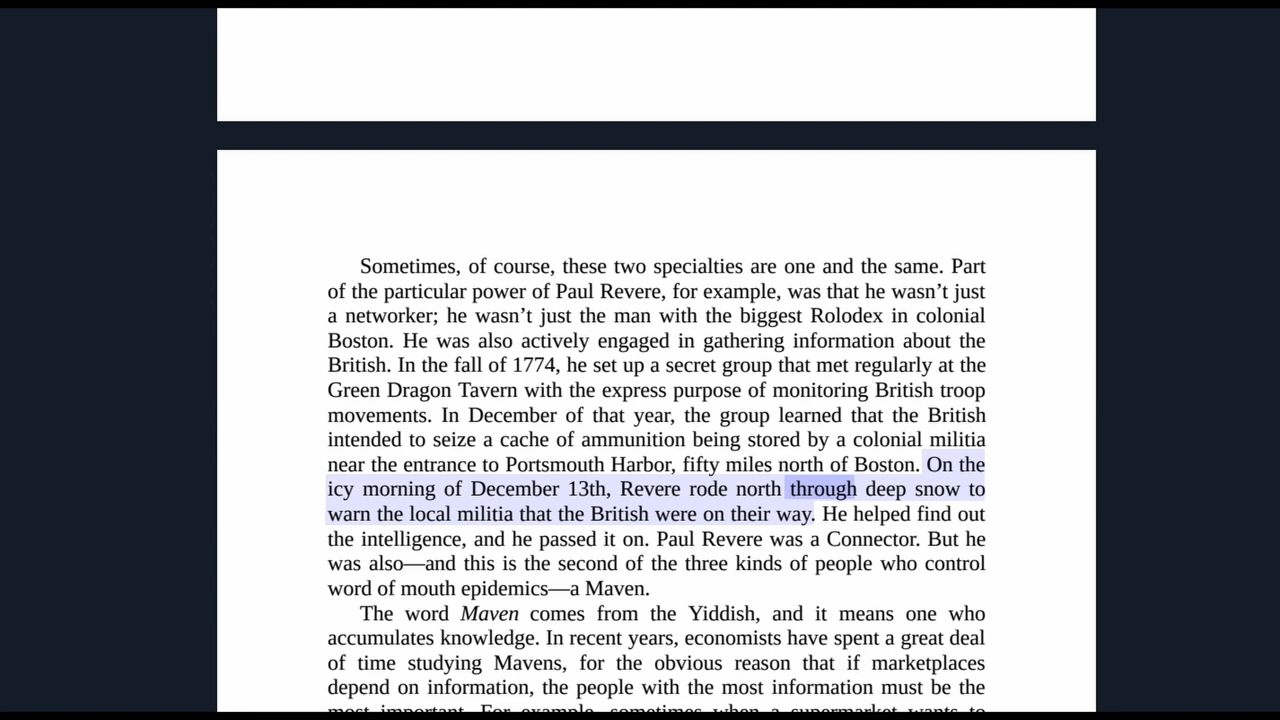 Sometimes, of course, these two specialties are one and the same. Part
of the particular power of Paul Revere, for example, was that he wasn’t just
a networker; he wasn’t just the man with the biggest Rolodex in colonial
Boston. He was also actively engaged in gathering information about the
British. In the fall of 1774, he set up a secret group that met regularly at the
Green Dragon Tavern with the express purpose of monitoring British troop
movements. In December of that year, the group learned that the British
intended to seize a cache of ammunition being stored by a colonial militia
near the entrance to Portsmouth Harbor, fifty miles north of Boston. On the
icy morning of December 13th, Revere rode north through deep snow to
warn the local militia that the British were on their way. He helped find out
the intelligence, and he passed it on. Paul Revere was a Connector. But he
was also—and this is the second of the three kinds of people who control
word of mouth epidemics—a Maven.
The word Maven comes from the Yiddish, and it means one who
accumulates knowledge. In recent years, economists have spent a great deal
of time studying Mavens, for the obvious reason that if marketplaces
depend on information, the people with the most information must be the
most important. For example, sometimes when a supermarket wants to